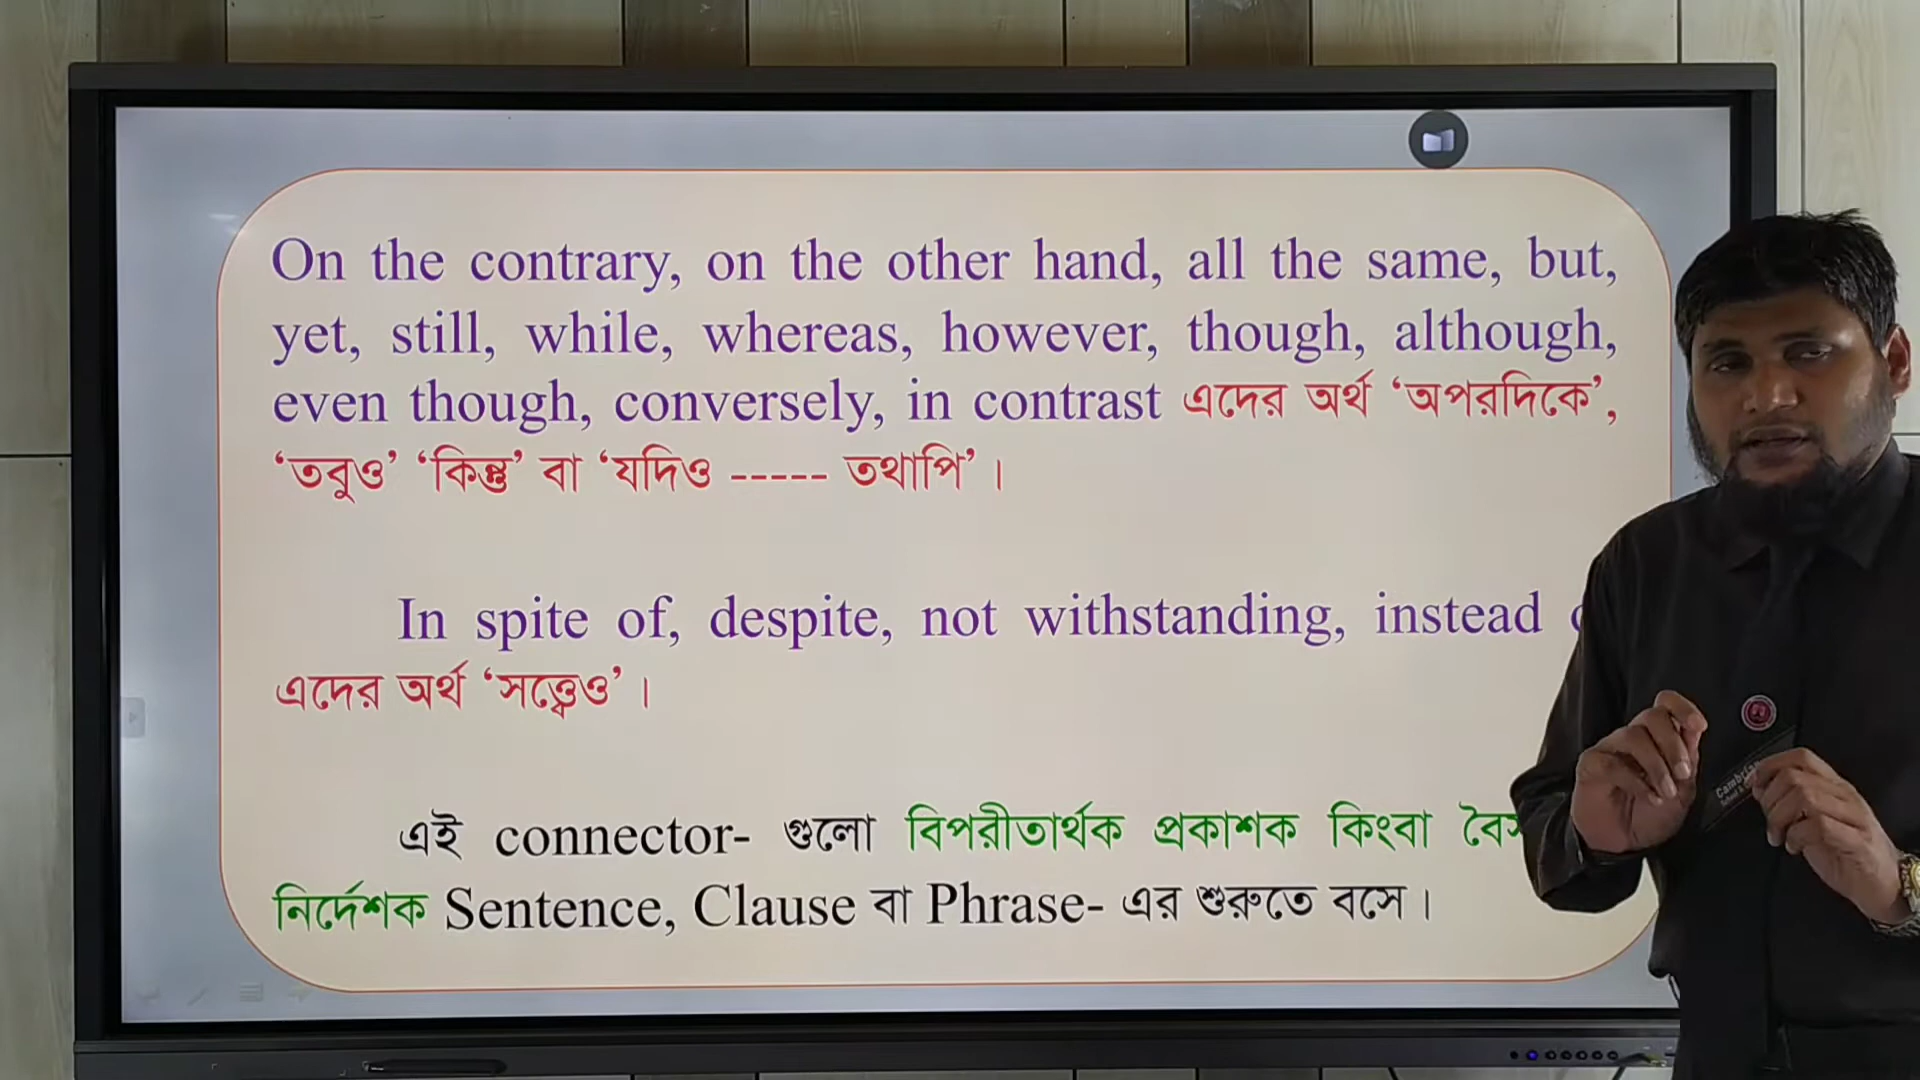 On the contrary, on the other hand, all the same, but,
yet, still, while, whereas, however, though, although,
even though, conversely, in contrast এদের অর্থ ‘অপরদিকে’,
‘তবুও’ ‘কিন্তু’ বা ‘যদিও ----- তথাপি’ ।
In spite of, despite, not withstanding, instead
এদের অর্থ ‘সত্ত্বেও’ ।
এই connector- গুলো বিপরীতার্থক প্রকাশক কিংবা
নির্দেশক Sentence, Clause বা Phrase- এর শুরুতে বসে ।